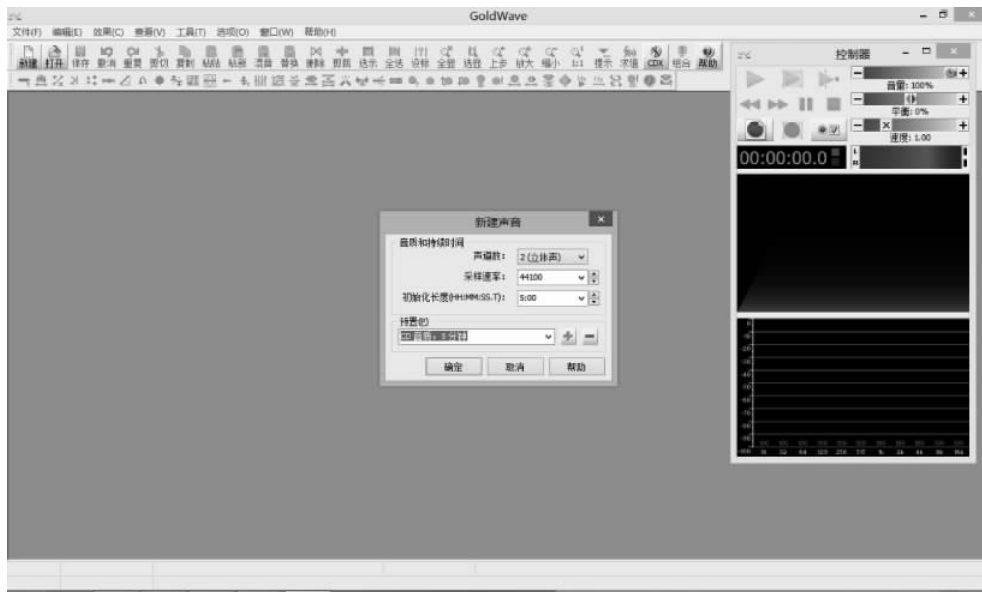 GoldWave
文件(F) 编辑(E) 效果(C) 查看(V) 工具(T) 选项(O) 窗口(W) 帮助(H)
新建 打开 保存 撤消 重复 剪切 复制 粘贴 粘新 混音 替换 删除 剪裁 选示 全选 设标 全显 选显 上步 放大 缩小 1:1 提示 求值 CDX 组合 帮助
控制器
音量: 100%
平衡: 0%
速度: 1.00
00:00:00.0
新建声音
音质和持续时间
声道数: 2 (立体声)
采样速率: 44100
初始化长度(HH:MM:SS.T): 5:00
预置(P)
CD 音质, 5 分钟
确定 取消 帮助